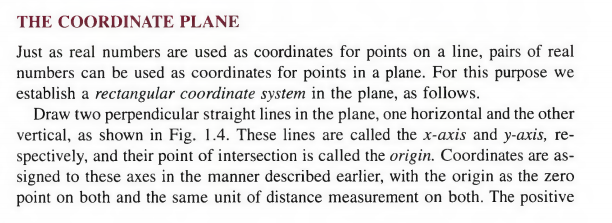 THE COORDINATE PLANE
Just as real numbers are used as coordinates for points on a line, pairs of real
numbers can be used as coordinates for points in a plane. For this purpose we
establish a rectangular coordinate system in the plane, as follows.
Draw two perpendicular straight lines in the plane, one horizontal and the other
vertical, as shown in Fig. 1.4. These lines are called the x-axis and y-axis, re-
spectively, and their point of intersection is called the origin. Coordinates are as-
signed to these axes in the manner described earlier, with the origin as the zero
point on both and the same unit of distance measurement on both. The positive